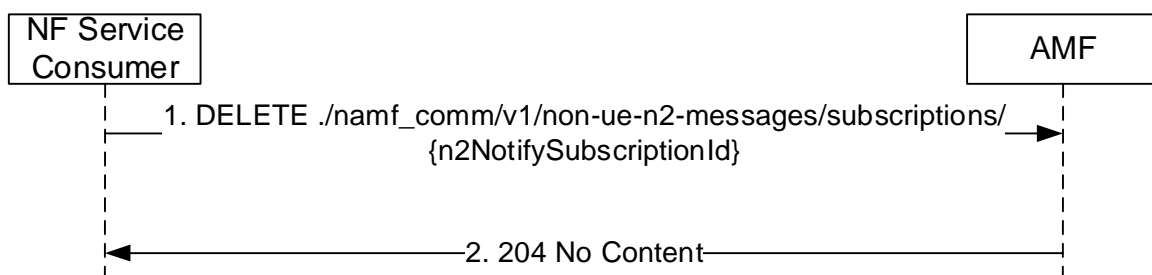 NF Service
Consumer
AMF
1. DELETE ./namf_comm/v1/non-ue-n2-messages/subscriptions/
{n2NotifySubscriptionId}
2. 204 No Content